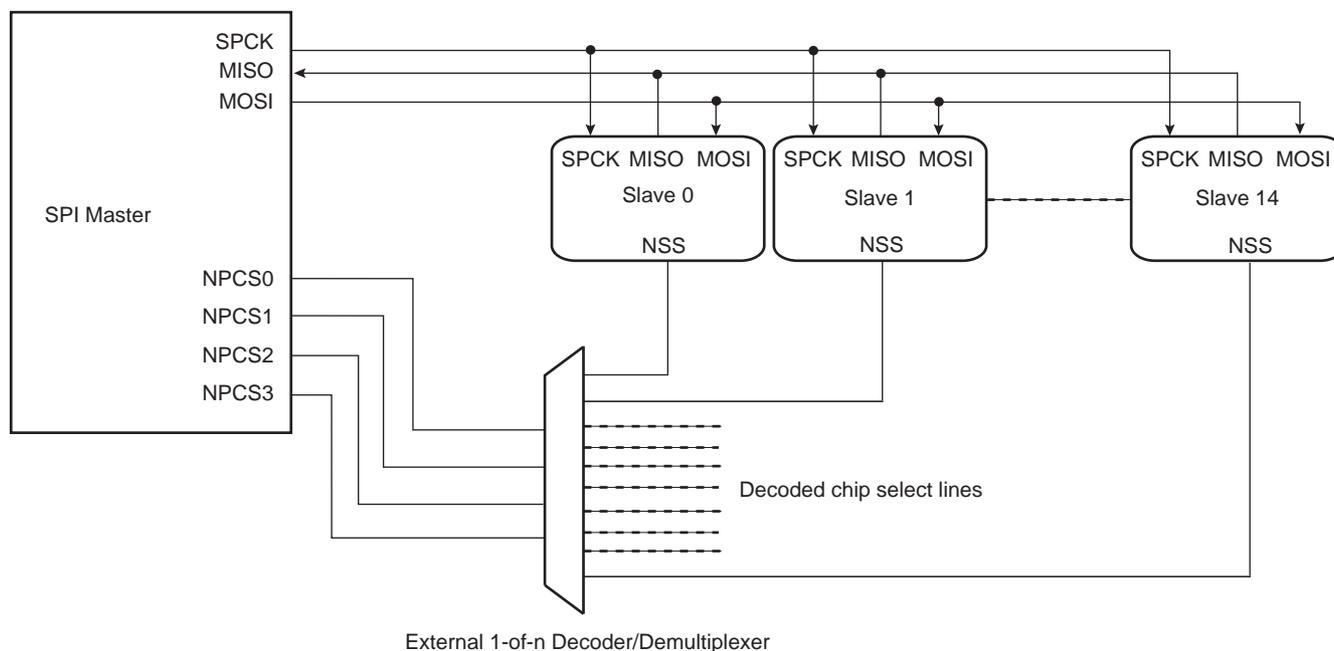 SPCK
MISO
MOSI
SPI Master
NPCS0
NPCS1
NPCS2
NPCS3
SPCK MISO MOSI
Slave 0
NSS
SPCK MISO MOSI
Slave 1
NSS
SPCK MISO MOSI
Slave 14
NSS
Decoded chip select lines
External 1-of-n Decoder/Demultiplexer